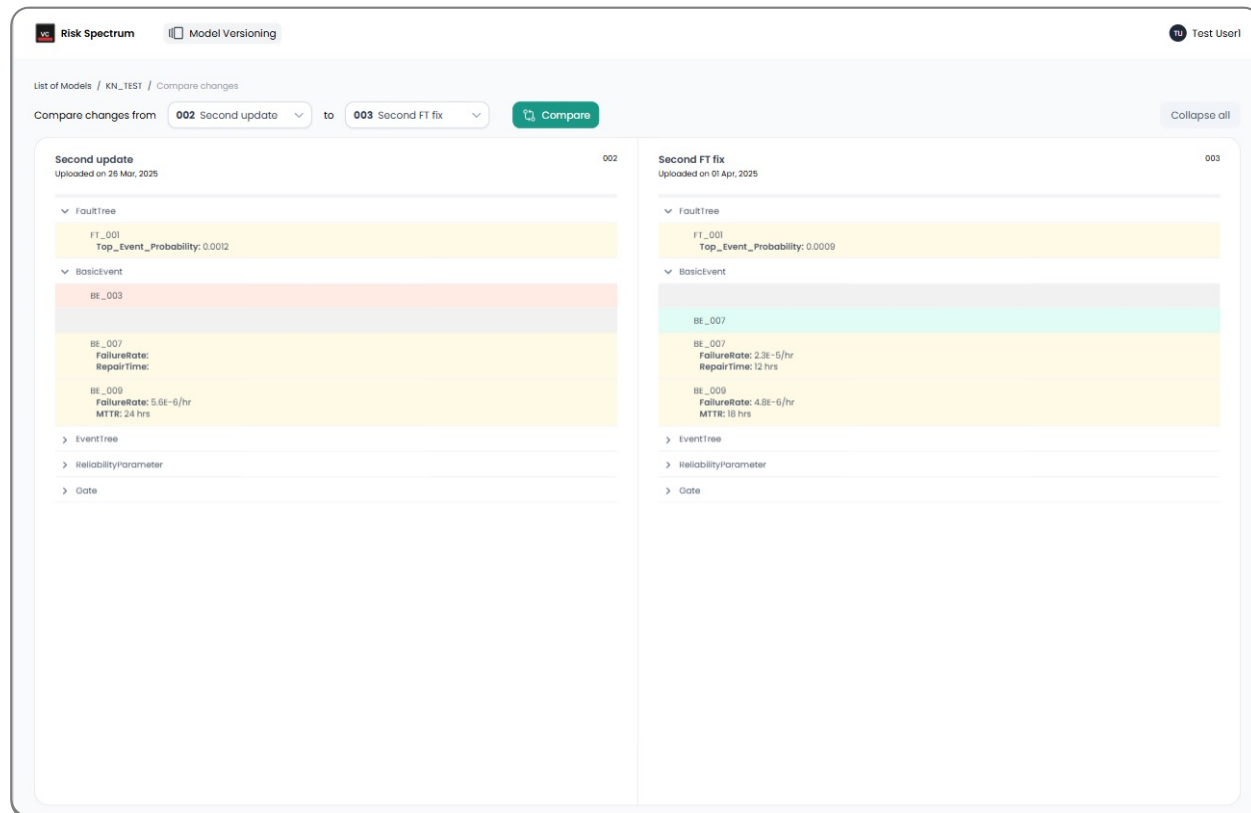 VC Risk Spectrum Model Versioning TU Test User1
List of Models / KN_TEST / Compare changes
Compare changes from 002 Second update to 003 Second FT fix Compare Collapse all
Second update 002
Uploaded on 26 Mar, 2025
FaultTree
FT_001
Top_Event_Probability: 0.0012
BasicEvent
BE_003
BE_007
FailureRate:
RepairTime:
BE_009
FailureRate: 5.6E-6/hr
MTTR: 24 hrs
EventTree
ReliabilityParameter
Gate
Second FT fix 003
Uploaded on 01 Apr, 2025
FaultTree
FT_001
Top_Event_Probability: 0.0009
BasicEvent
BE_007
BE_007
FailureRate: 2.3E-5/hr
RepairTime: 12 hrs
BE_009
FailureRate: 4.8E-6/hr
MTTR: 18 hrs
EventTree
ReliabilityParameter
Gate